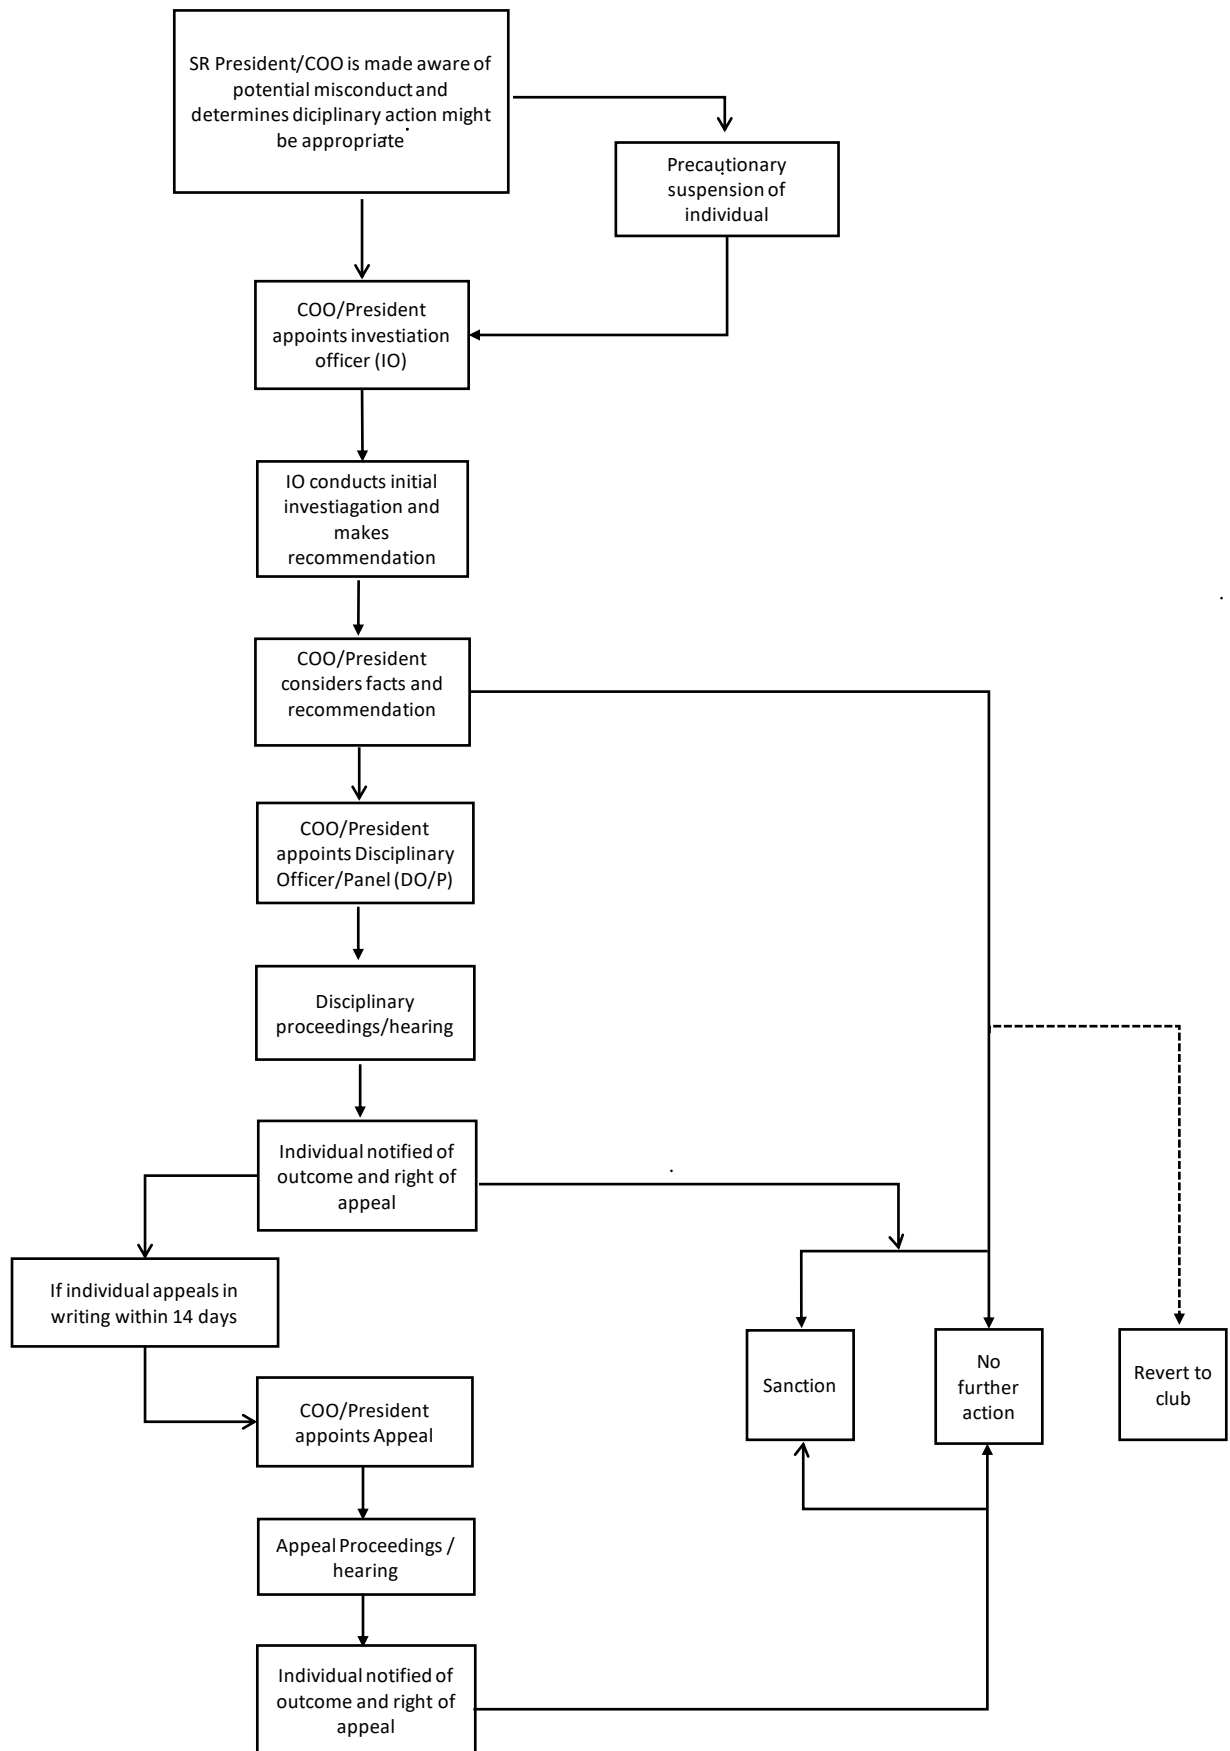 SR President/COO is made aware of
potential misconduct and
determines diciplinary action might
be appropriate
Precautionary
suspension of
individual
COO/President
appoints investiation
officer (IO)
IO conducts initial
investiagation and
makes
recommendation
COO/President
considers facts and
recommendation
COO/President
appoints Disciplinary
Officer/Panel (DO/P)
Disciplinary
proceedings/hearing
Individual notified of
outcome and right of
appeal
If individual appeals in
writing within 14 days
Sanction
No
further
action
Revert to
club
COO/President
appoints Appeal
Appeal Proceedings /
hearing
Individual notified of
outcome and right of
appeal